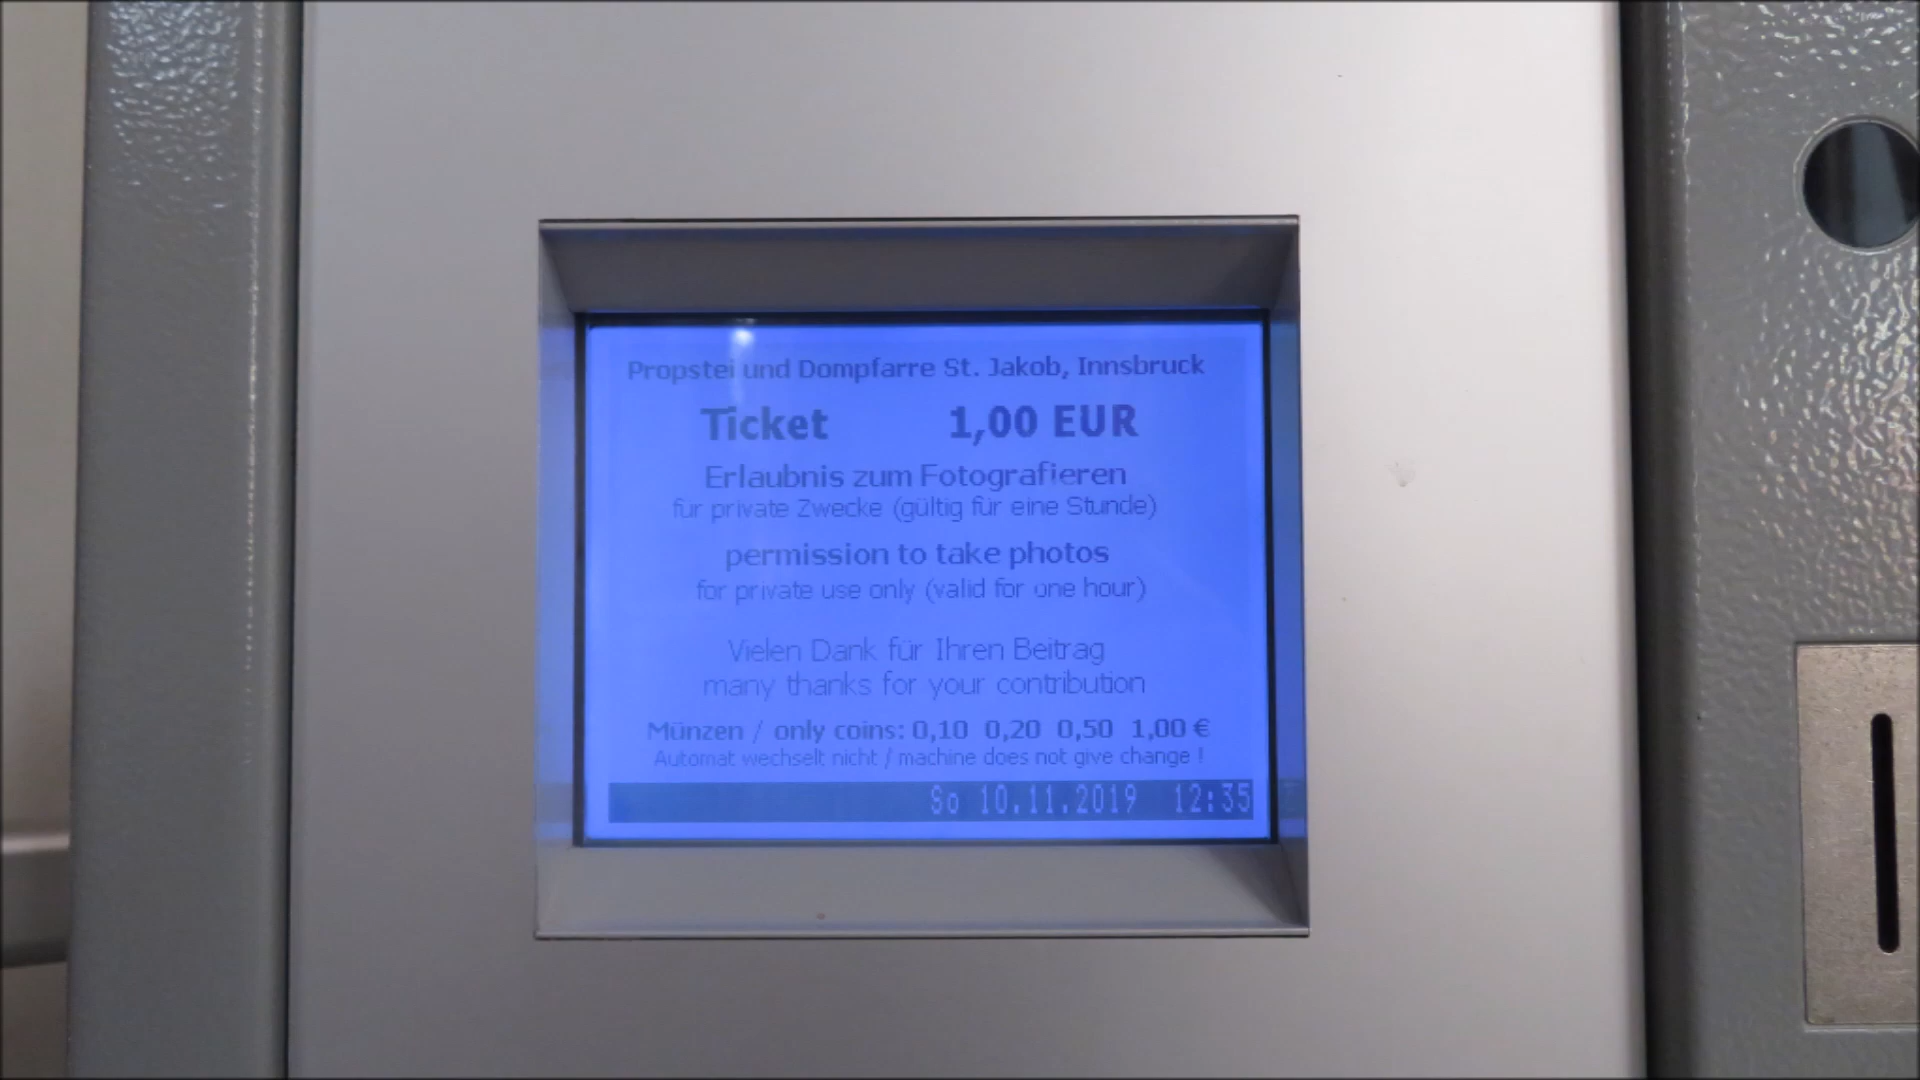 Propstei und Dompfarre St. Jakob, Innsbruck
Ticket 1,00 EUR
Erlaubnis zum Fotografieren
für private Zwecke (gültig für eine Stunde)
permission to take photos
for private use only (valid for one hour)
Vielen Dank für Ihren Beitrag
many thanks for your contribution
Münzen / only coins: 0,10 0,20 0,50 1,00 €
Automat wechselt nicht / machine does not give change !
So 10.11.2019 12:35